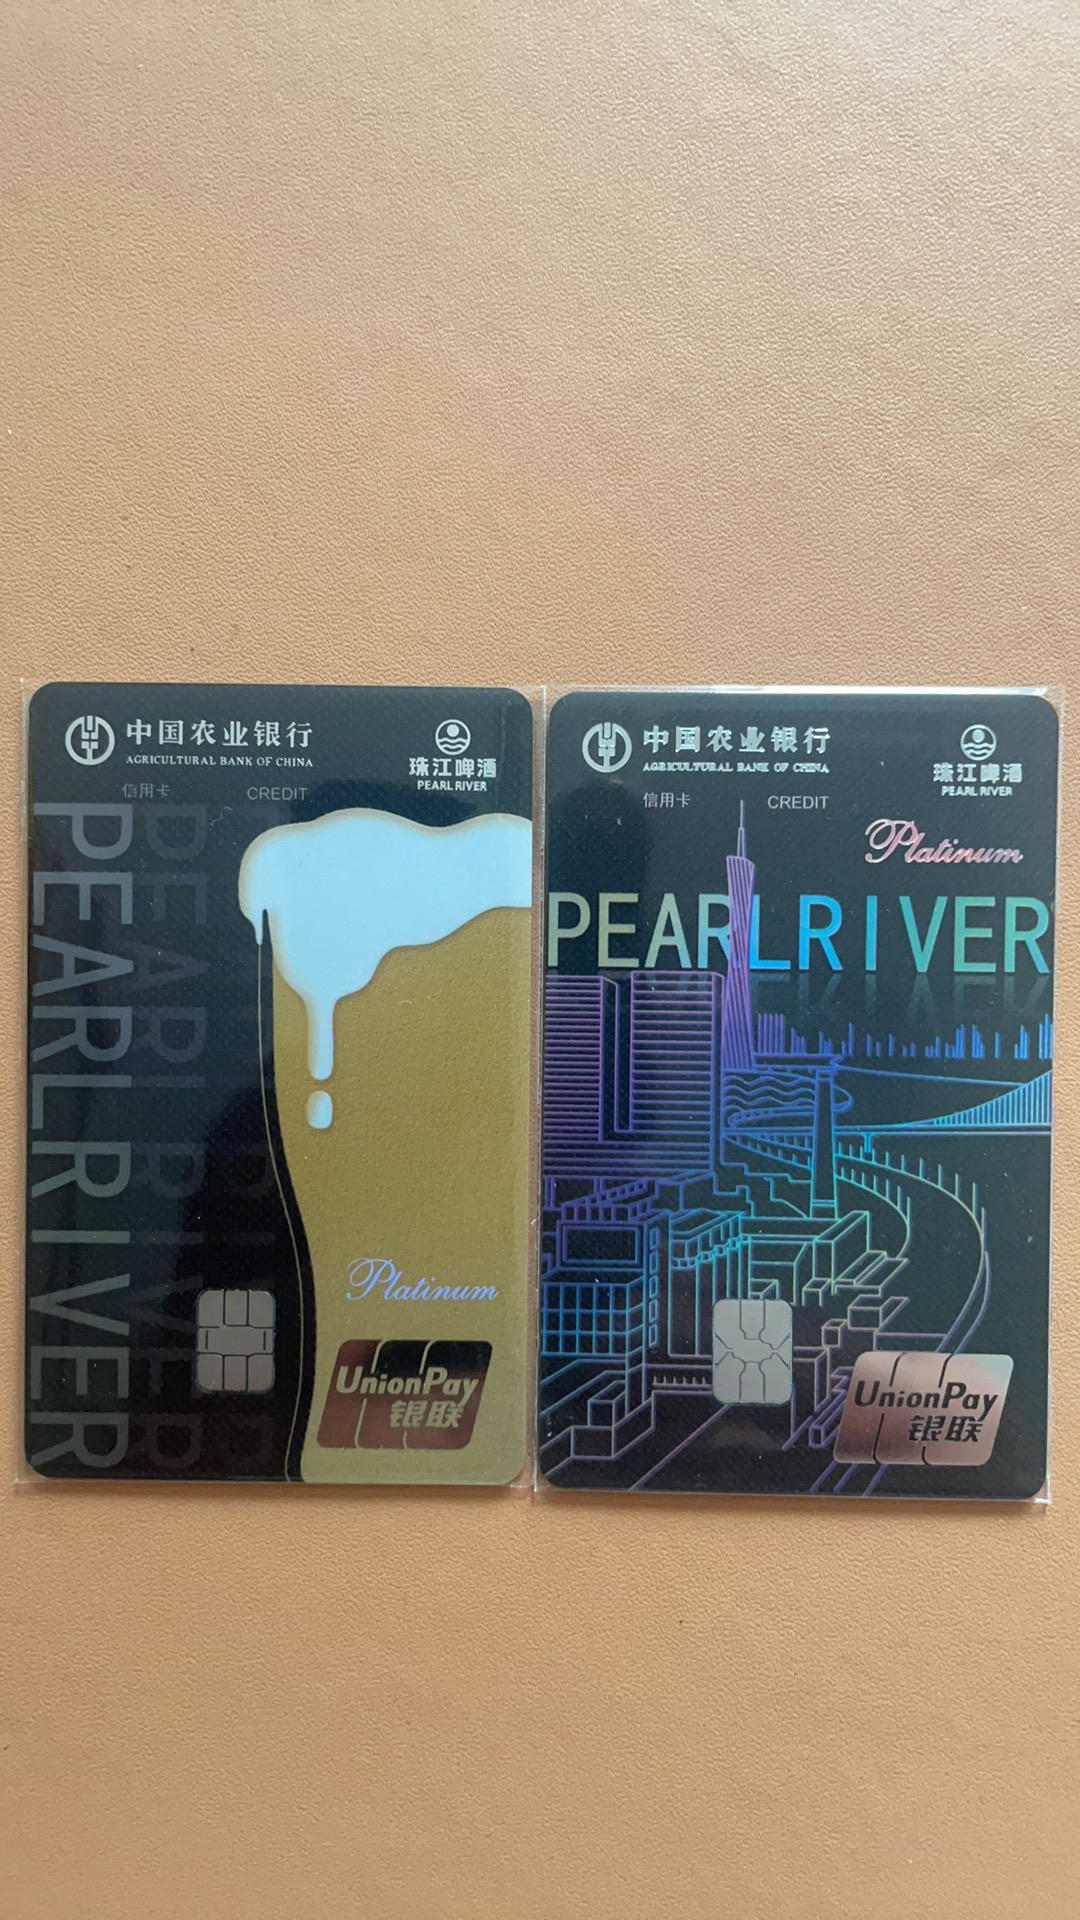 中国农业银行
AGRICULTURAL BANK OF CHINA
珠江啤酒
PEARL RIVER
信用卡 CREDIT
PEARLRIVER
PEARLRIVER
Platinum
UnionPay
银联
中国农业银行
AGRICULTURAL BANK OF CHINA
珠江啤酒
PEARL RIVER
信用卡 CREDIT
Platinum
PEARLRIVER
UnionPay
银联